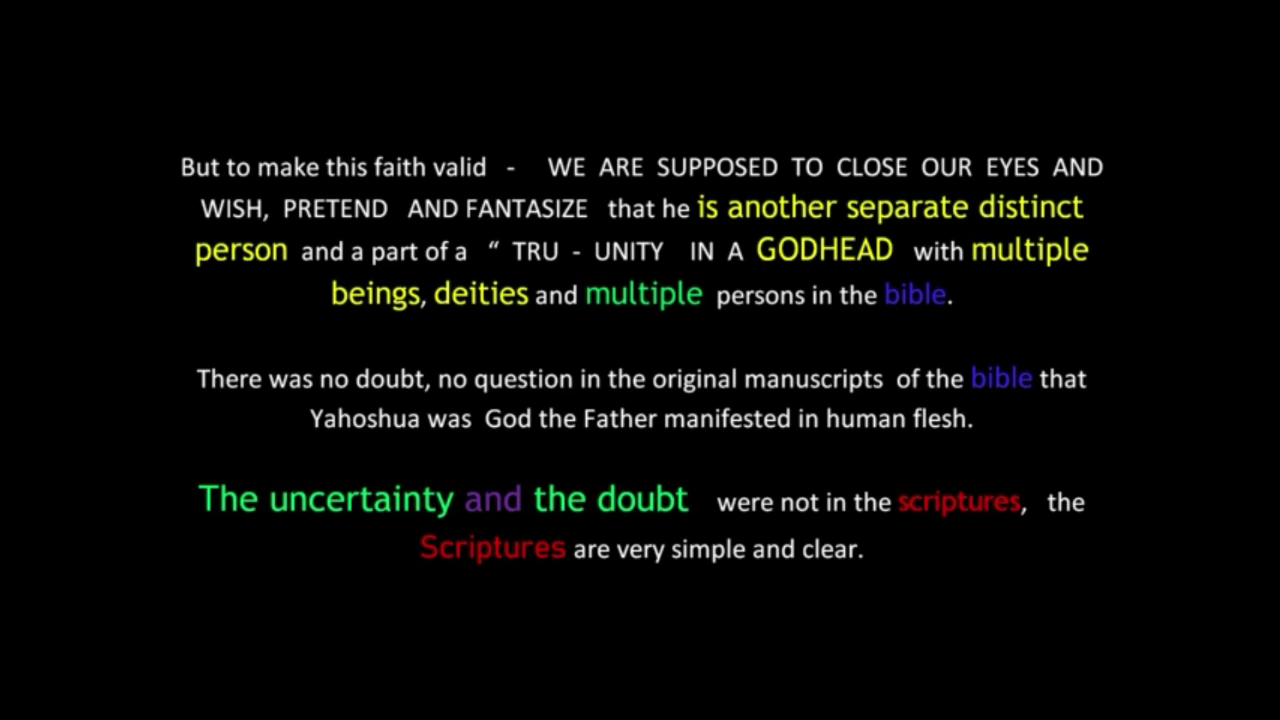 But to make this faith valid - WE ARE SUPPOSED TO CLOSE OUR EYES AND
WISH, PRETEND AND FANTASIZE that he is another separate distinct
person and a part of a “ TRU - UNITY IN A GODHEAD with multiple
beings, deities and multiple persons in the bible.
There was no doubt, no question in the original manuscripts of the bible that
Yahoshua was God the Father manifested in human flesh.
The uncertainty and the doubt were not in the scriptures, the
Scriptures are very simple and clear.